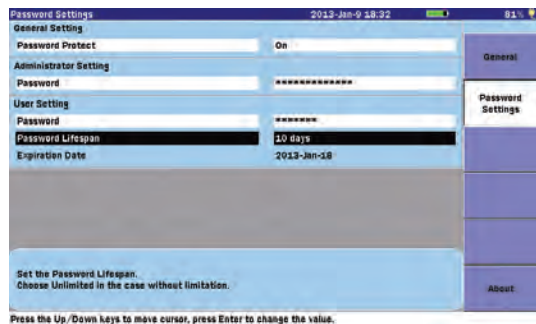 Password Settings 2013-Jan-9 18:32 81%
General Setting
Password Protect On
General
Administrator Setting
Password *************
Password
Settings
User Setting
Password *******
Password Lifespan 10 days
Expiration Date 2013-Jan-18
Set the Password Lifespan.
Choose Unlimited in the case without limitation.
About
Press the Up/Down keys to move cursor, press Enter to change the value.